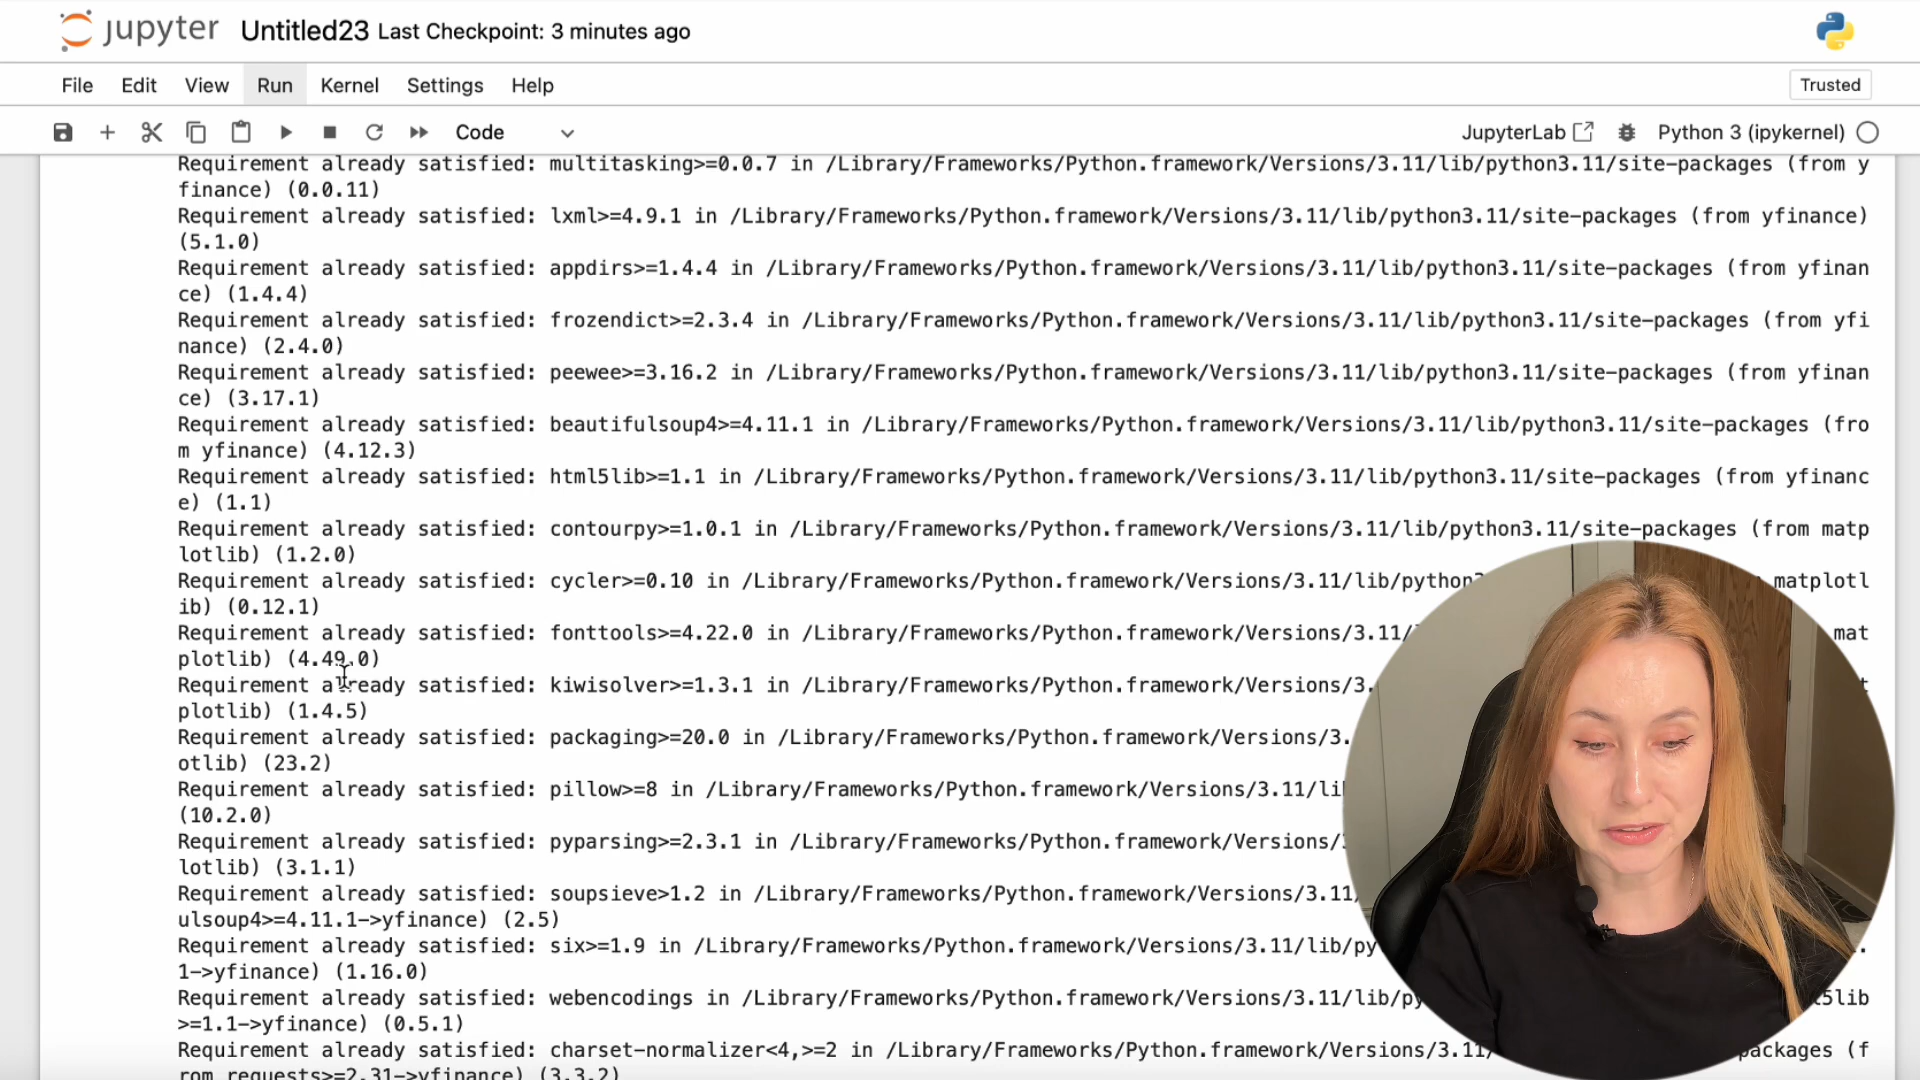 jupyter Untitled23 Last Checkpoint: 3 minutes ago
File Edit View Run Kernel Settings Help Trusted
Code JupyterLab Python 3 (ipykernel)
Requirement already satisfied: multitasking>=0.0.7 in /Library/Frameworks/Python.framework/Versions/3.11/lib/python3.11/site-packages (from y
finance) (0.0.11)
Requirement already satisfied: lxml>=4.9.1 in /Library/Frameworks/Python.framework/Versions/3.11/lib/python3.11/site-packages (from yfinance)
(5.1.0)
Requirement already satisfied: appdirs>=1.4.4 in /Library/Frameworks/Python.framework/Versions/3.11/lib/python3.11/site-packages (from yfinan
ce) (1.4.4)
Requirement already satisfied: frozendict>=2.3.4 in /Library/Frameworks/Python.framework/Versions/3.11/lib/python3.11/site-packages (from yfi
nance) (2.4.0)
Requirement already satisfied: peewee>=3.16.2 in /Library/Frameworks/Python.framework/Versions/3.11/lib/python3.11/site-packages (from yfinan
ce) (3.17.1)
Requirement already satisfied: beautifulsoup4>=4.11.1 in /Library/Frameworks/Python.framework/Versions/3.11/lib/python3.11/site-packages (fro
m yfinance) (4.12.3)
Requirement already satisfied: html5lib>=1.1 in /Library/Frameworks/Python.framework/Versions/3.11/lib/python3.11/site-packages (from yfinanc
e) (1.1)
Requirement already satisfied: contourpy>=1.0.1 in /Library/Frameworks/Python.framework/Versions/3.11/lib/python3.11/site-packages (from matp
lotlib) (1.2.0)
Requirement already satisfied: cycler>=0.10 in /Library/Frameworks/Python.framework/Versions/3.11/lib/python matplotl
ib) (0.12.1)
Requirement already satisfied: fonttools>=4.22.0 in /Library/Frameworks/Python.framework/Versions/3.11/ mat
plotlib) (4.49.0)
Requirement already satisfied: kiwisolver>=1.3.1 in /Library/Frameworks/Python.framework/Versions/3. t
plotlib) (1.4.5)
Requirement already satisfied: packaging>=20.0 in /Library/Frameworks/Python.framework/Versions/3.
otlib) (23.2)
Requirement already satisfied: pillow>=8 in /Library/Frameworks/Python.framework/Versions/3.11/li
(10.2.0)
Requirement already satisfied: pyparsing>=2.3.1 in /Library/Frameworks/Python.framework/Versions/
lotlib) (3.1.1)
Requirement already satisfied: soupsieve>1.2 in /Library/Frameworks/Python.framework/Versions/3.11
ulsoup4>=4.11.1->yfinance) (2.5)
Requirement already satisfied: six>=1.9 in /Library/Frameworks/Python.framework/Versions/3.11/lib/py .
1->yfinance) (1.16.0)
Requirement already satisfied: webencodings in /Library/Frameworks/Python.framework/Versions/3.11/lib/py 5lib
>=1.1->yfinance) (0.5.1)
Requirement already satisfied: charset-normalizer<4,>=2 in /Library/Frameworks/Python.framework/Versions/3.11/ packages (f
rom requests>=2.31->yfinance) (3.3.2)